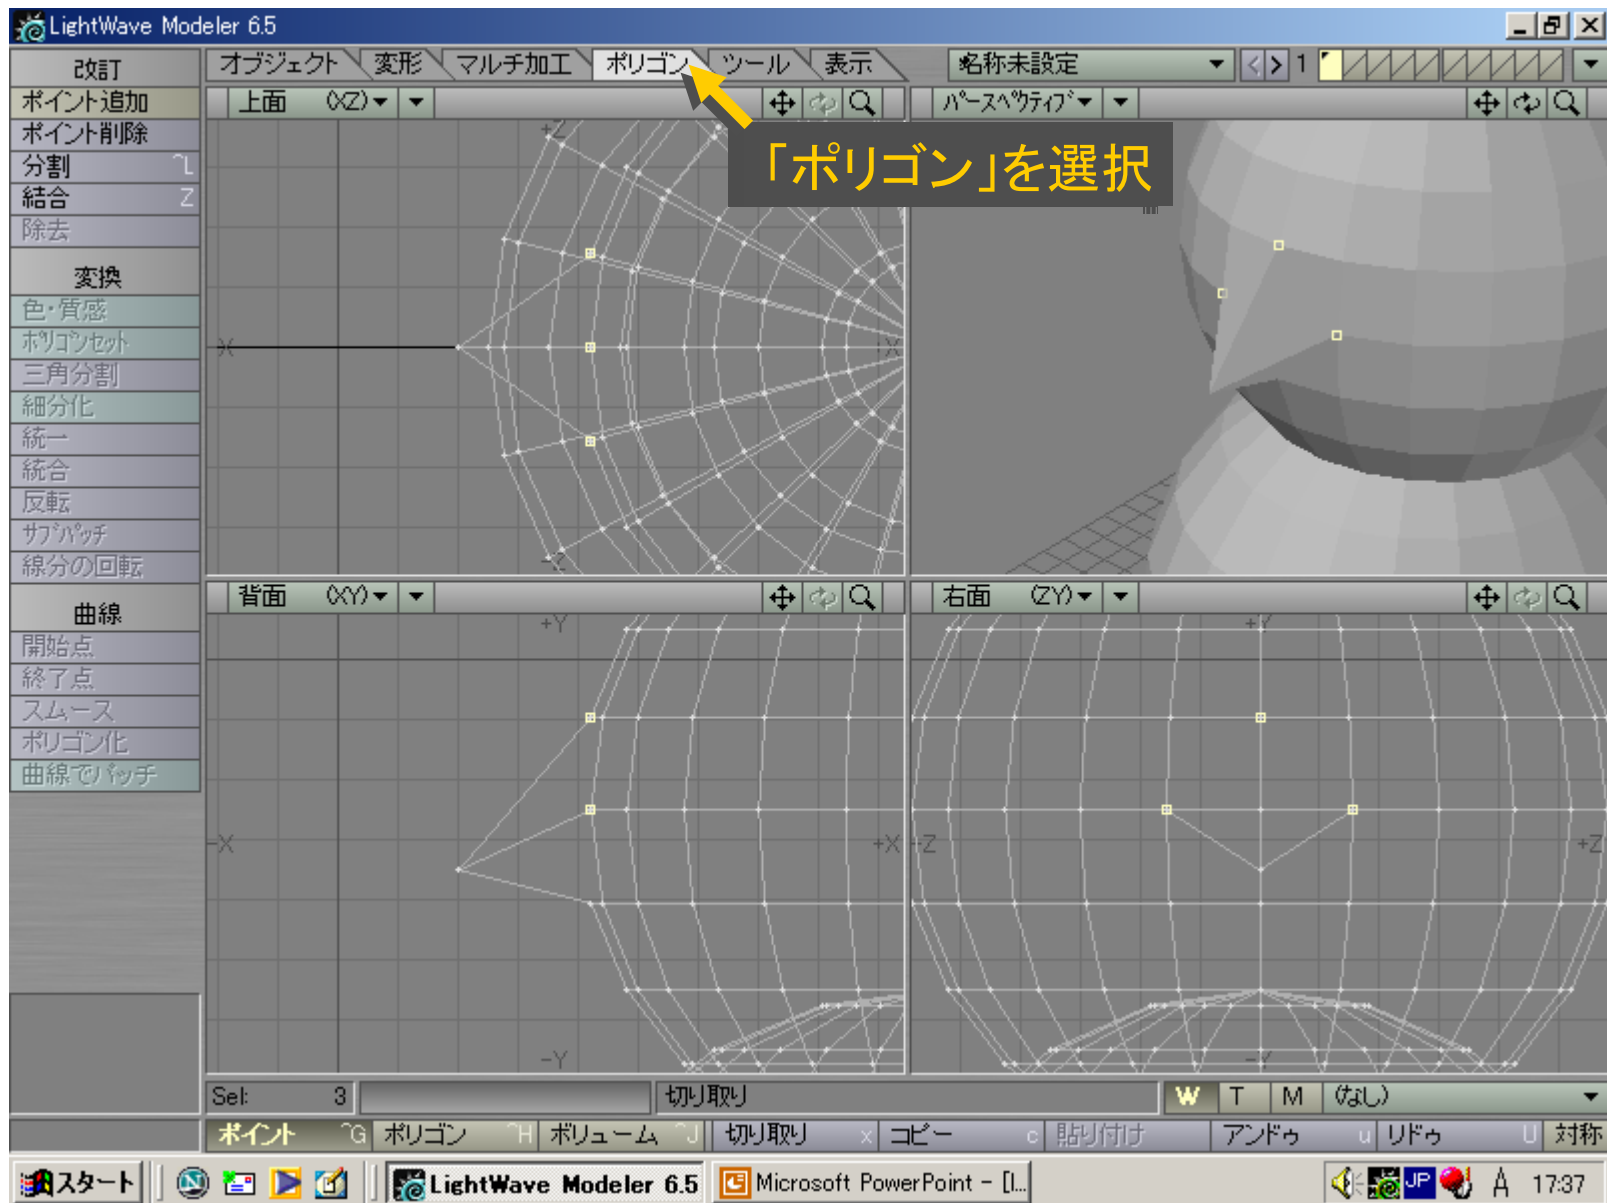 LightWave Modeler 6.5
改訂
オブジェクト 変形 マルチ加工 ポリゴン ツール 表示 名称未設定 1
ポイント追加
上面 (XZ) パースペクティブ
ポイント削除
+Z
分割 ^L
「ポリゴン」を選択
結合 Z
除去
変換
色・質感
ポリゴンセット
-X +X
三角分割
細分化
統一
統合
反転
サブパッチ
線分の回転
-Z
背面 (XY) 右面 (ZY)
曲線
+Y +Y
開始点
終了点
スムース
ポリゴン化
曲線でパッチ
-X +X -Z +Z
-Y -Y
Sel: 3 切り取り W T M (なし)
ポイント ^G ポリゴン ^H ボリューム ^J 切り取り x コピー c 貼り付け アンドゥ u リドゥ U 対称
スタート LightWave Modeler 6.5 Microsoft PowerPoint - [l... JP A 17:37